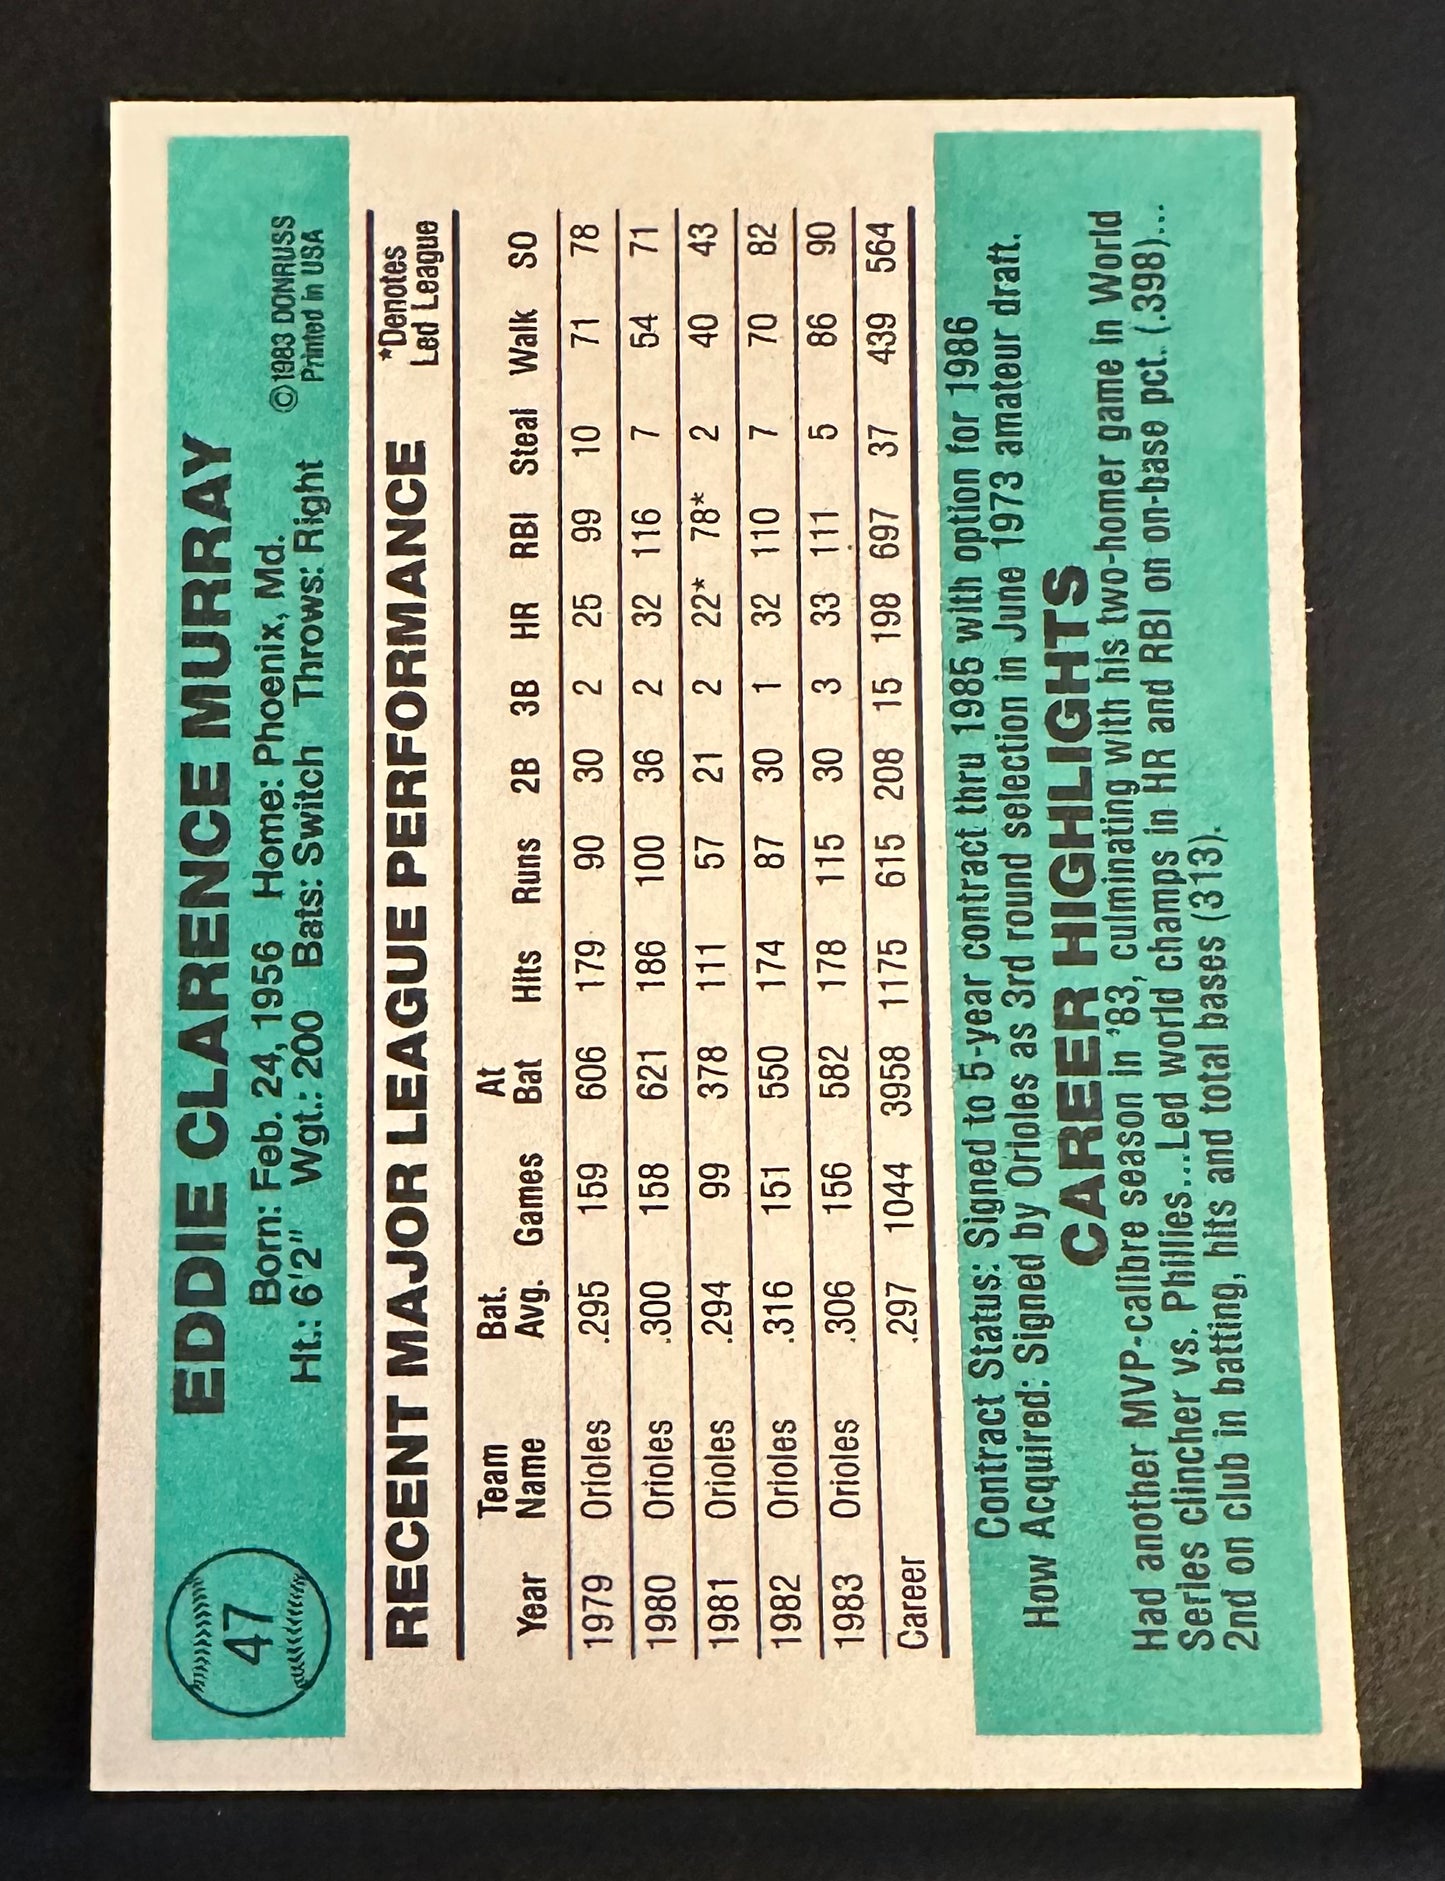 47
EDDIE CLARENCE MURRAY
Born: Feb. 24, 1956 Home: Phoenix, Md. ©1983 DONRUSS
Ht.: 6'2" Wgt.: 200 Bats: Switch Throws: Right Printed in USA
RECENT MAJOR LEAGUE PERFORMANCE
*Denotes
Led League
Team Bat. At
Year Name Avg. Games Bat Hits Runs 2B 3B HR RBI Steal Walk SO
1979 Orioles .295 159 606 179 90 30 2 25 99 10 71 78
1980 Orioles .300 158 621 186 100 36 2 32 116 7 54 71
1981 Orioles .294 99 378 111 57 21 2 22* 78* 2 40 43
1982 Orioles .316 151 550 174 87 30 1 32 110 7 70 82
1983 Orioles .306 156 582 178 115 30 3 33 111 5 86 90
Career .297 1044 3958 1175 615 208 15 198 697 37 439 564
Contract Status: Signed to 5-year contract thru 1985 with option for 1986
How Acquired: Signed by Orioles as 3rd round selection in June 1973 amateur draft.
CAREER HIGHLIGHTS
Had another MVP-calibre season in '83, culminating with his two-homer game in World
Series clincher vs. Phillies...Led world champs in HR and RBI on on-base pct. (.398)...
2nd on club in batting, hits and total bases (313).